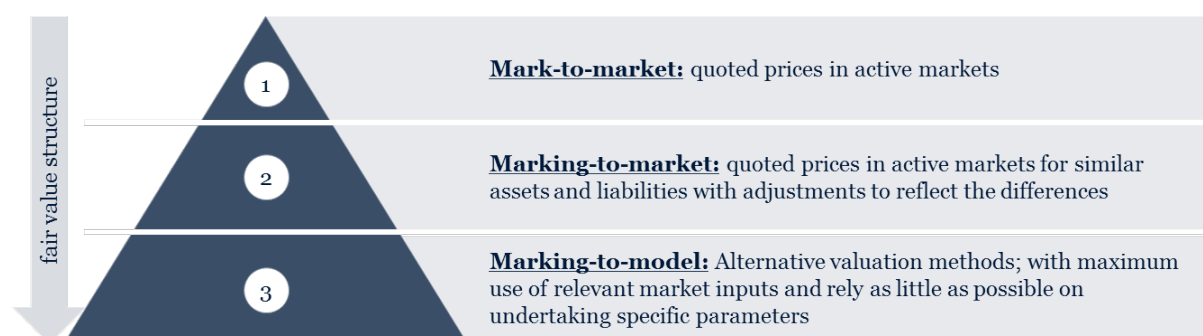 fair value structure
1
Mark-to-market: quoted prices in active markets
2
Marking-to-market: quoted prices in active markets for similar
assets and liabilities with adjustments to reflect the differences
3
Marking-to-model: Alternative valuation methods; with maximum
use of relevant market inputs and rely as little as possible on
undertaking specific parameters